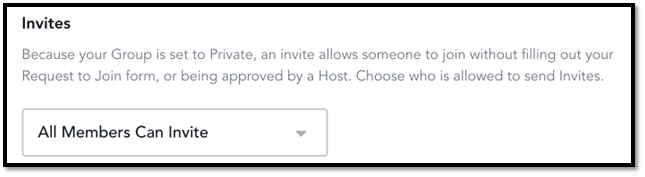 Invites
Because your Group is set to Private, an invite allows someone to join without filling out your
Request to Join form, or being approved by a Host. Choose who is allowed to send Invites.
All Members Can Invite